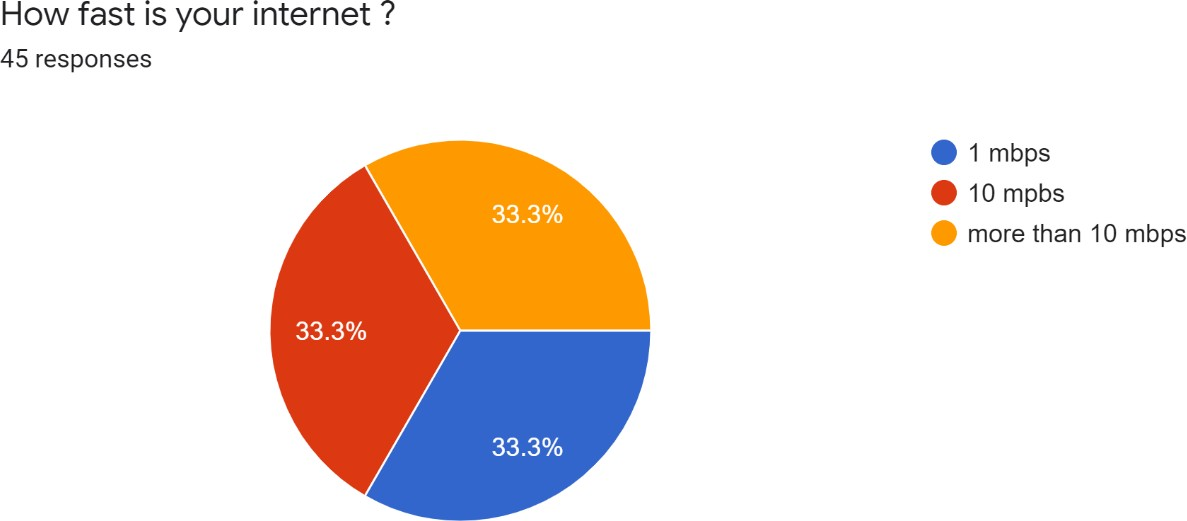 How fast is your internet ?
45 responses
33.3%
33.3%
33.3%
1 mbps
10 mpbs
more than 10 mbps